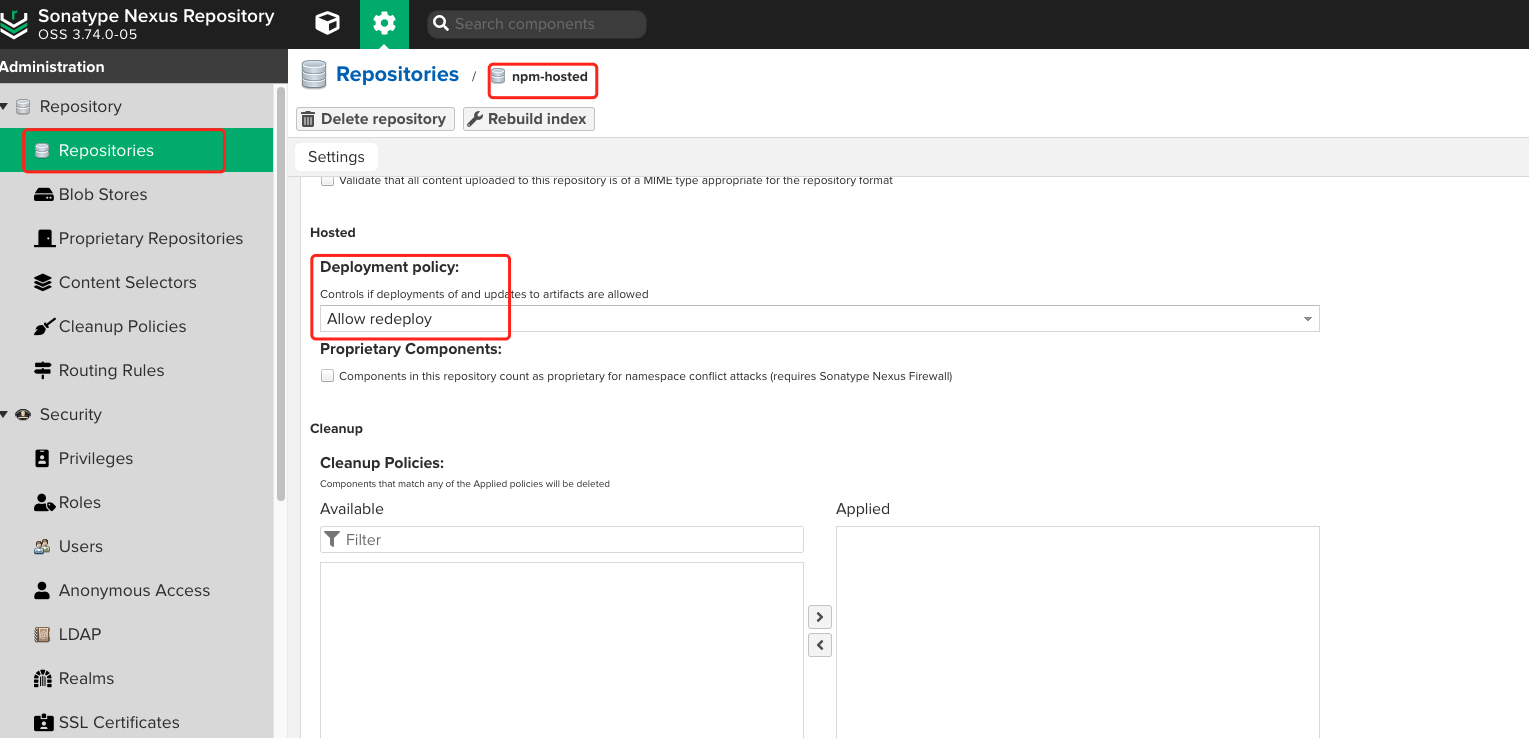 Sonatype Nexus Repository
OSS 3.74.0-05
Search components
Administration
Repository
Repositories
Blob Stores
Proprietary Repositories
Content Selectors
Cleanup Policies
Routing Rules
Security
Privileges
Roles
Users
Anonymous Access
LDAP
Realms
SSL Certificates
Repositories / npm-hosted
Delete repository Rebuild index
Settings
Validate that all content uploaded to this repository is of a MIME type appropriate for the repository format
Hosted
Deployment policy:
Controls if deployments of and updates to artifacts are allowed
Allow redeploy
Proprietary Components:
Components in this repository count as proprietary for namespace conflict attacks (requires Sonatype Nexus Firewall)
Cleanup
Cleanup Policies:
Components that match any of the Applied policies will be deleted
Available Applied
Filter